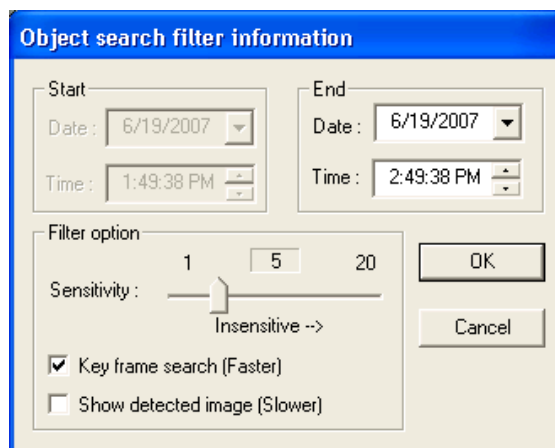 Object search filter information
Start
Date : 6/19/2007
Time : 1:49:38 PM
End
Date : 6/19/2007
Time : 2:49:38 PM
Filter option
1 5 20
Sensitivity :
Insensitive -->
Key frame search (Faster)
Show detected image (Slower)
OK
Cancel